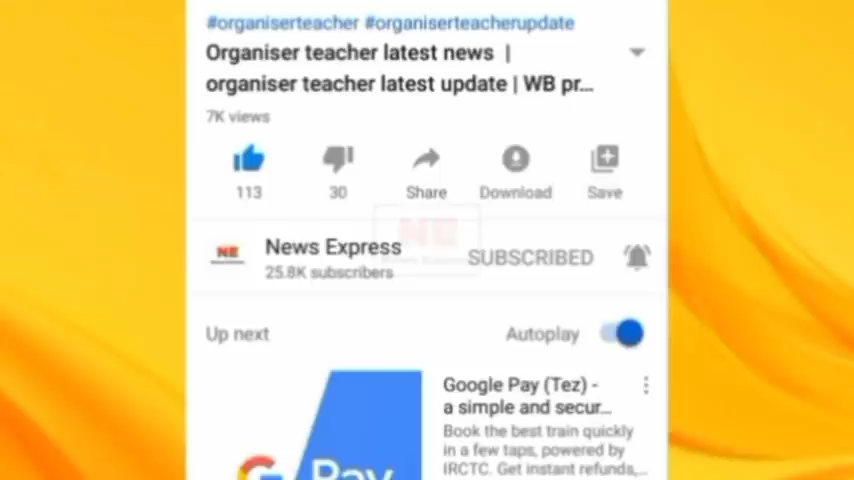 #organiserteacher #organiserteacherupdate
Organiser teacher latest news |
organiser teacher latest update | WB pr...
7K views
113
30
Share
Download
Save
NE
NE
News Express
25.8K subscribers
SUBSCRIBED
Up next
Autoplay
Google Pay (Tez) -
a simple and secur...
Book the best train quickly
in a few taps, powered by
IRCTC. Get instant refunds,...
G Pay